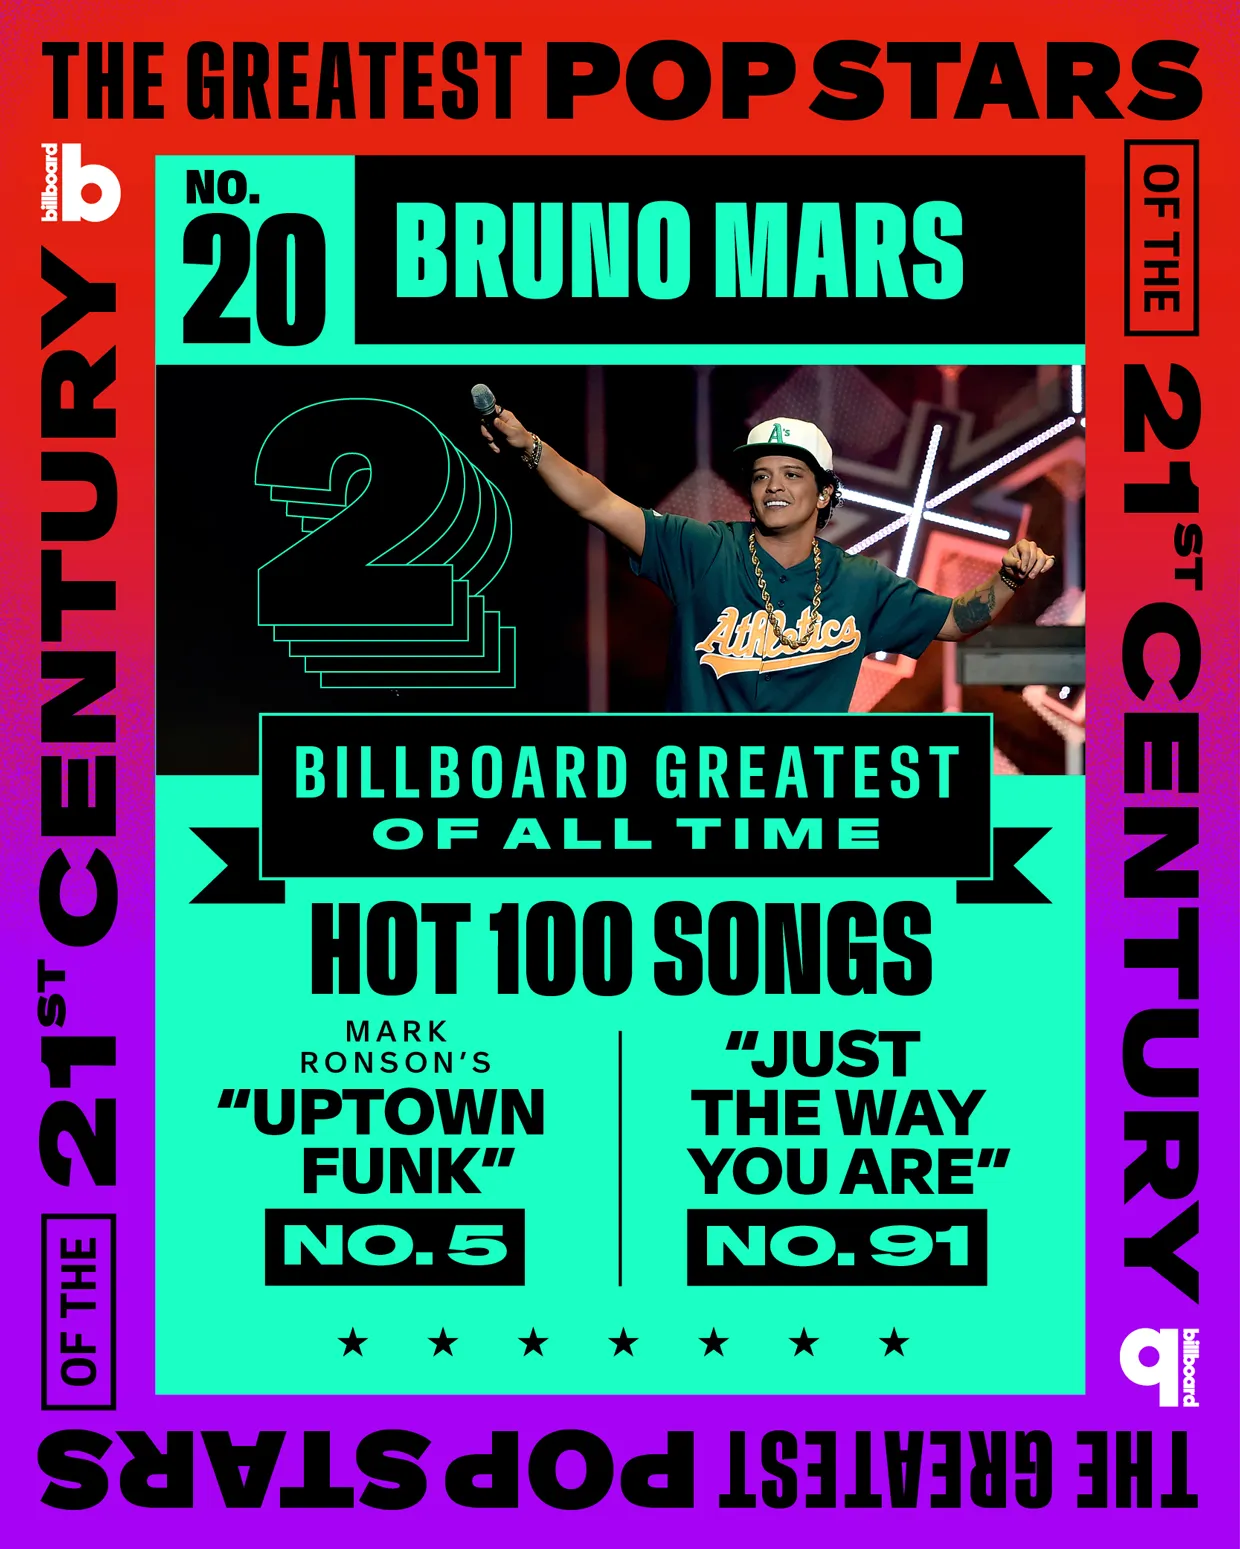 THE GREATEST POP STARS
OF THE
21ST CENTURY
billboard
b
NO.
20
BRUNO MARS
2
A's
Athletics
BILLBOARD GREATEST
OF ALL TIME
HOT 100 SONGS
MARK
RONSON'S
“UPTOWN
FUNK”
NO. 5
“JUST
THE WAY
YOU ARE”
NO. 91
billboard
b
THE GREATEST POP STARS
OF THE
21ST CENTURY